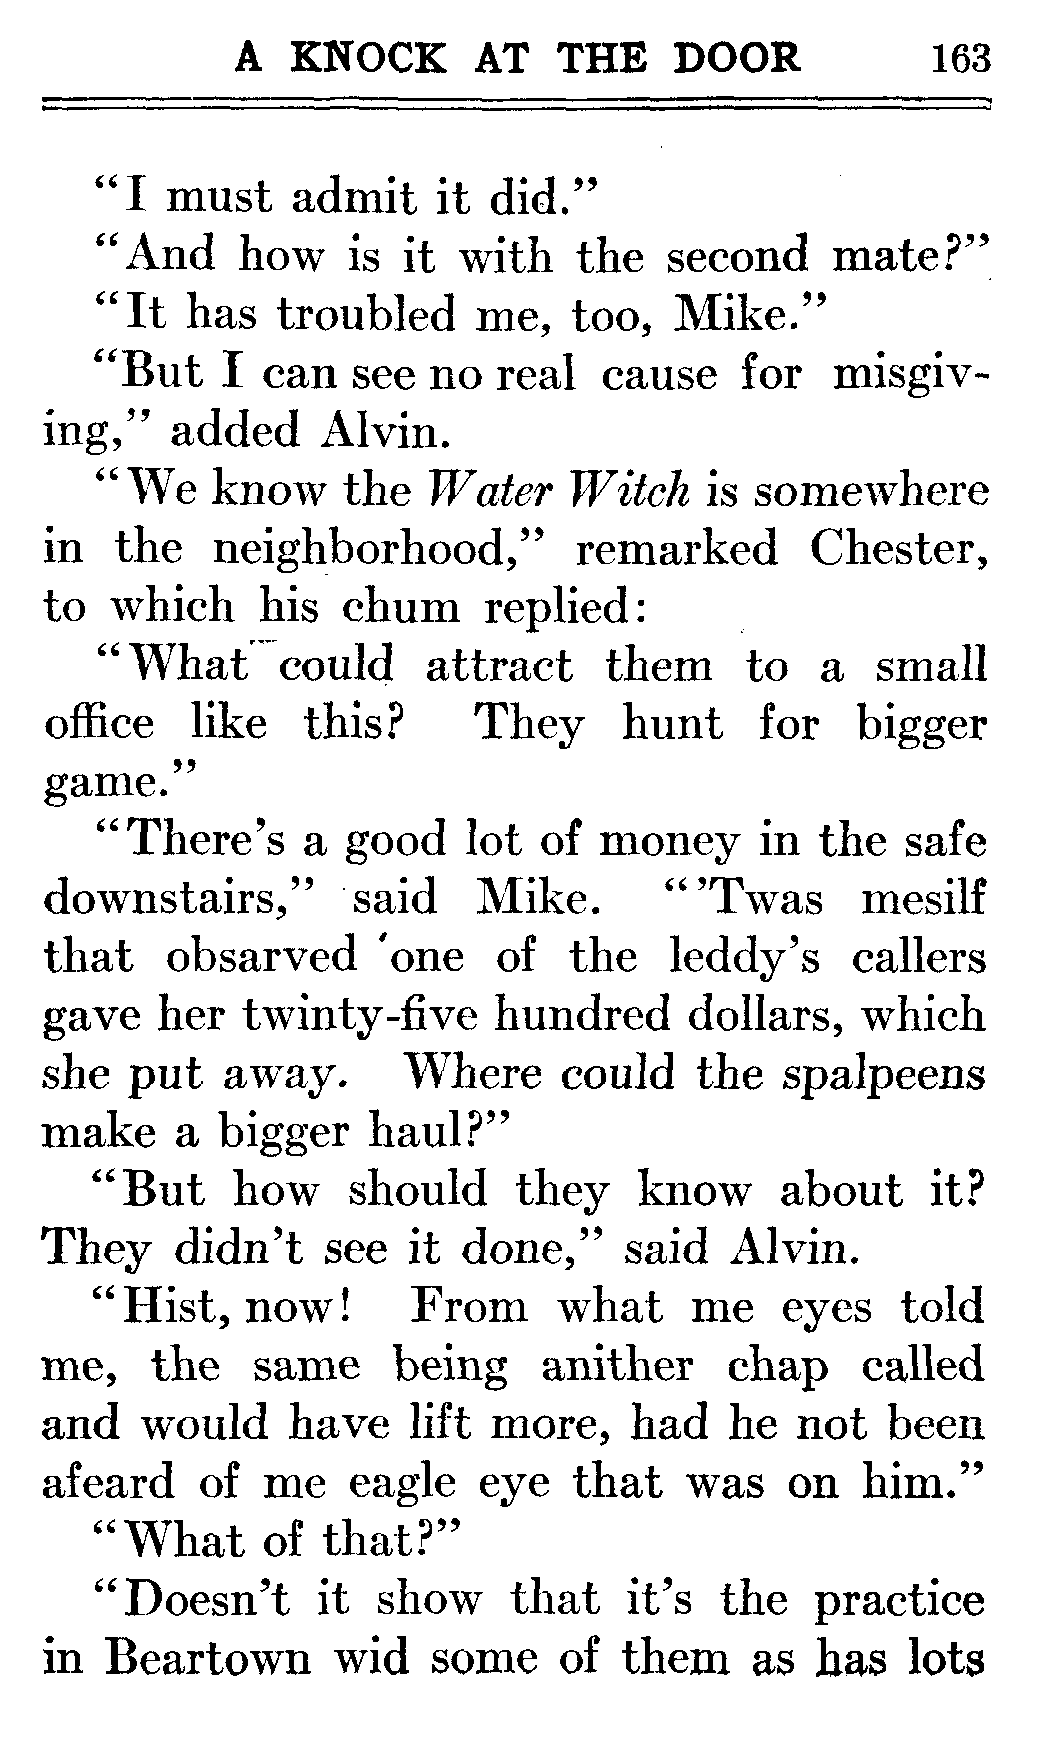 A KNOCK AT THE DOOR 163
"I must admit it did."
"And how is it with the second mate?"
"It has troubled me, too, Mike."
"But I can see no real cause for misgiv-
ing," added Alvin.
"We know the Water Witch is somewhere
in the neighborhood," remarked Chester,
to which his chum replied:
"What could attract them to a small
office like this? They hunt for bigger
game."
"There's a good lot of money in the safe
downstairs," said Mike. "'Twas mesilf
that obsarved one of the leddy's callers
gave her twinty-five hundred dollars, which
she put away. Where could the spalpeens
make a bigger haul?"
"But how should they know about it?
They didn't see it done," said Alvin.
"Hist, now! From what me eyes told
me, the same being anither chap called
and would have lift more, had he not been
afeard of me eagle eye that was on him."
"What of that?"
"Doesn't it show that it's the practice
in Beartown wid some of them as has lots